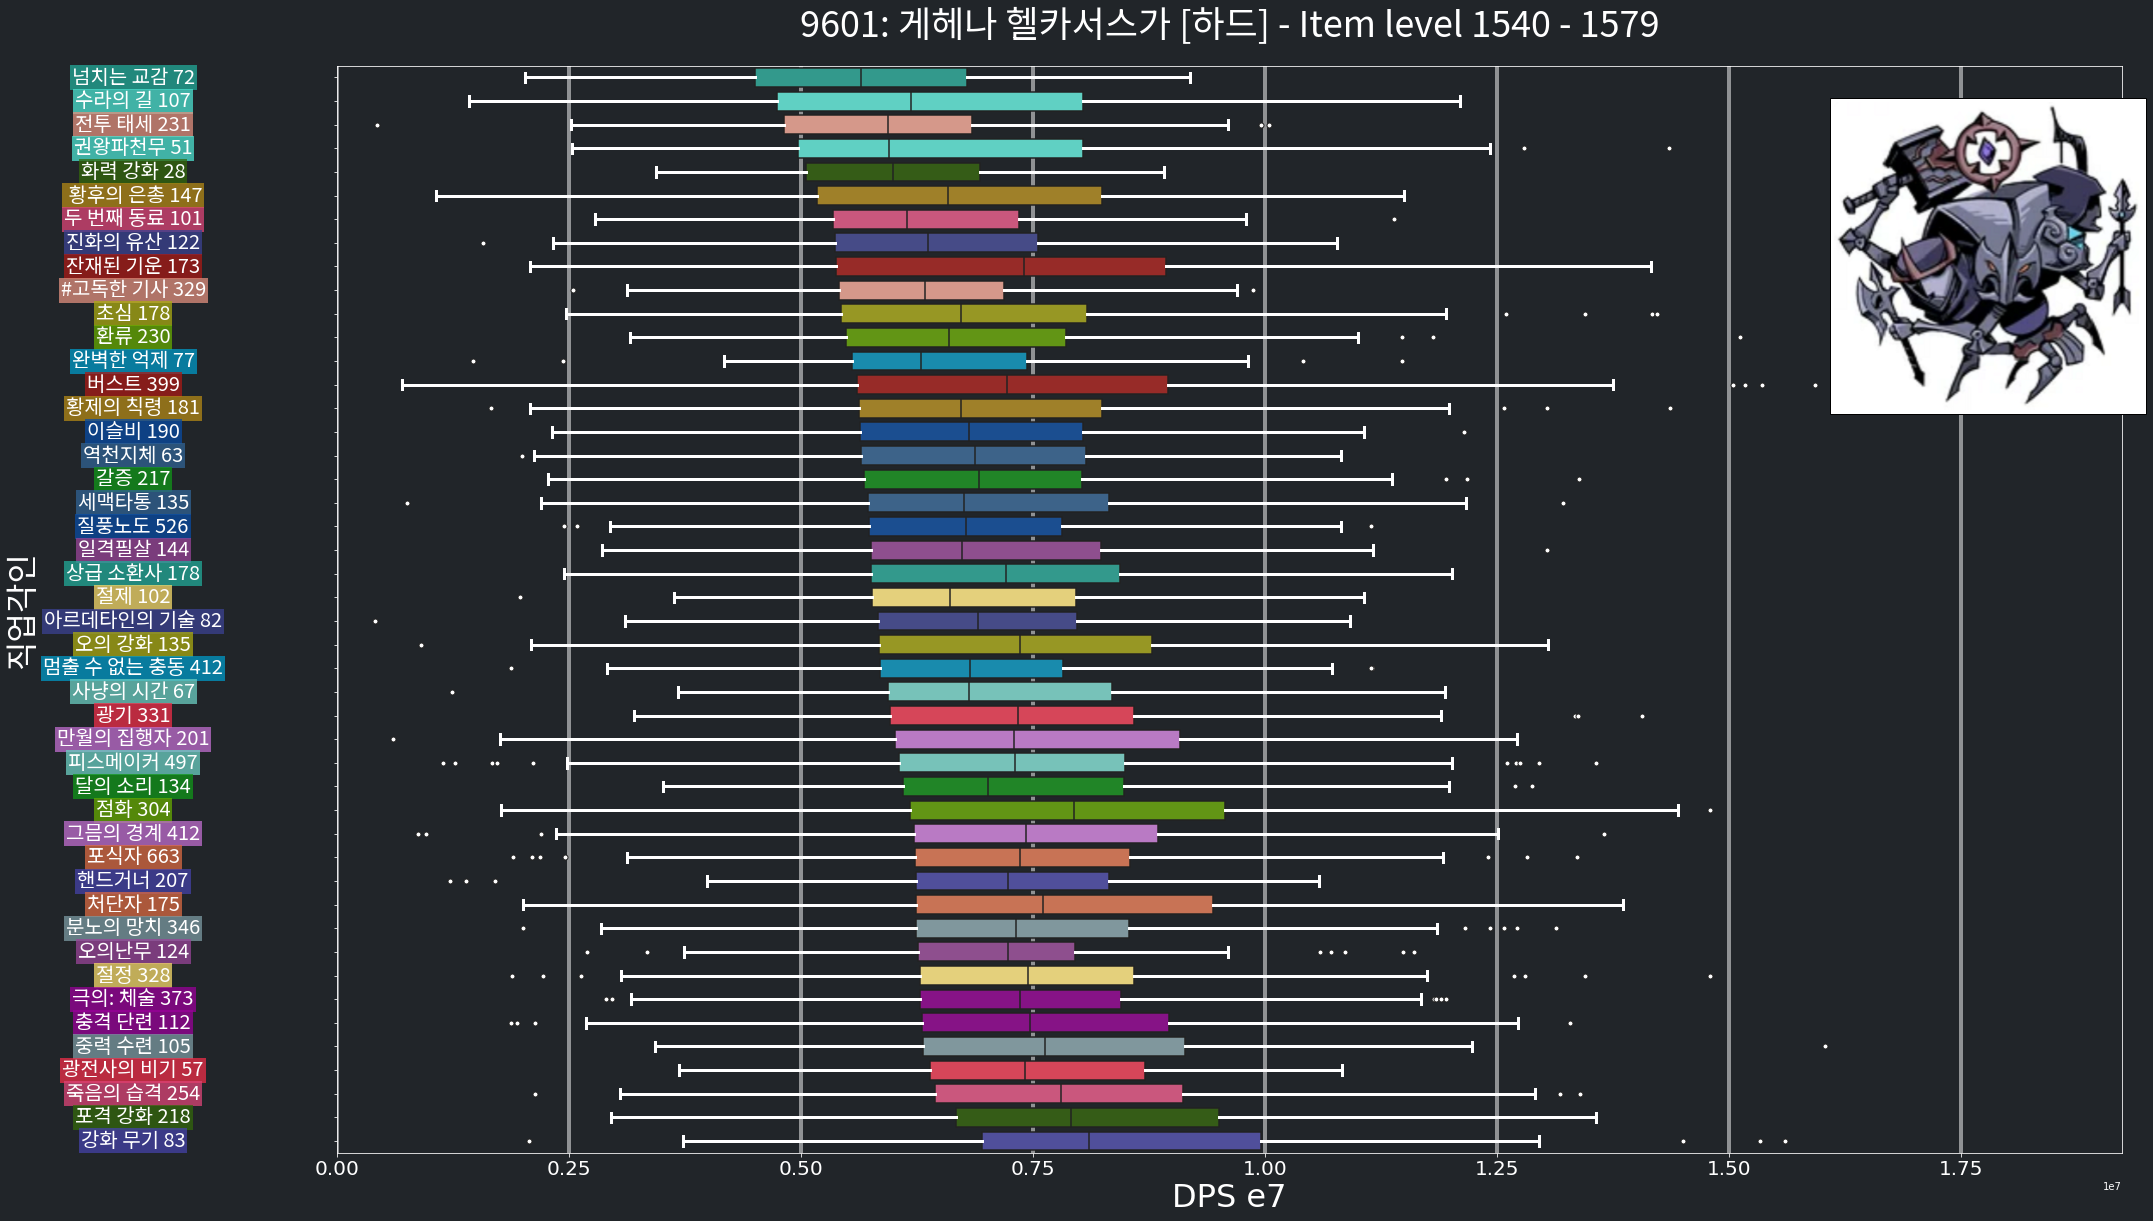 9601: 게헤나 헬카서스가 [하드] - Item level 1540 - 1579
넘치는 교감 72
수라의 길 107
전투 태세 231
권왕파천무 51
화력 강화 28
황후의 은총 147
두 번째 동료 101
진화의 유산 122
잔재된 기운 173
#고독한 기사 329
초심 178
환류 230
완벽한 억제 77
버스트 399
황제의 칙령 181
이슬비 190
역천지체 63
갈증 217
세맥타통 135
질풍노도 526
일격필살 144
상급 소환사 178
절제 102
아르데타인의 기술 82
오의 강화 135
멈출 수 없는 충동 412
사냥의 시간 67
광기 331
만월의 집행자 201
피스메이커 497
달의 소리 134
점화 304
그믐의 경계 412
포식자 663
핸드거너 207
처단자 175
분노의 망치 346
오의난무 124
절정 328
극의: 체술 373
충격 단련 112
중력 수련 105
광전사의 비기 57
죽음의 습격 254
포격 강화 218
강화 무기 83
직업각인
0.00 0.25 0.50 0.75 1.00 1.25 1.50 1.75
DPS e7
1e7